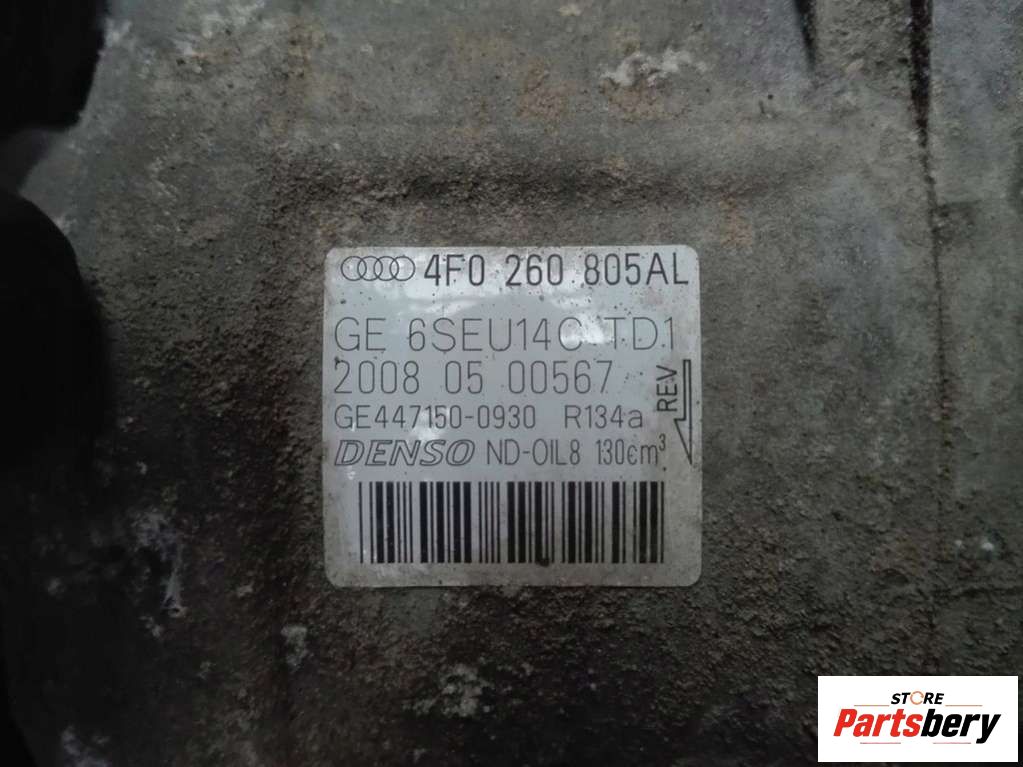 4F0 260 805AL
GE 6SEU14C TD1
2008 05 00567
GE447150-0930 R134a
REV
DENSO ND-OIL8 130cm³
STORE
Partsbery